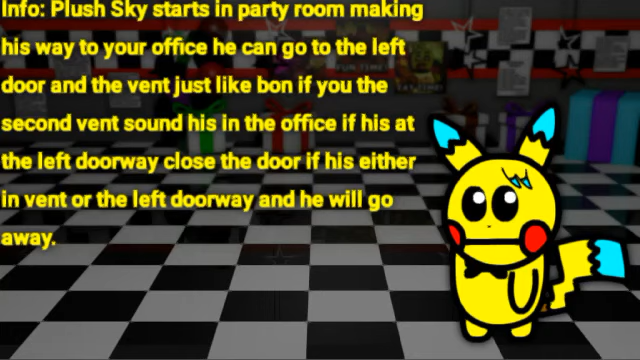 Info: Plush Sky starts in party room making
his way to your office he can go to the left
door and the vent just like bon if you the
second vent sound his in the office if his at
the left doorway close the door if his either
in vent or the left doorway and he will go
away.